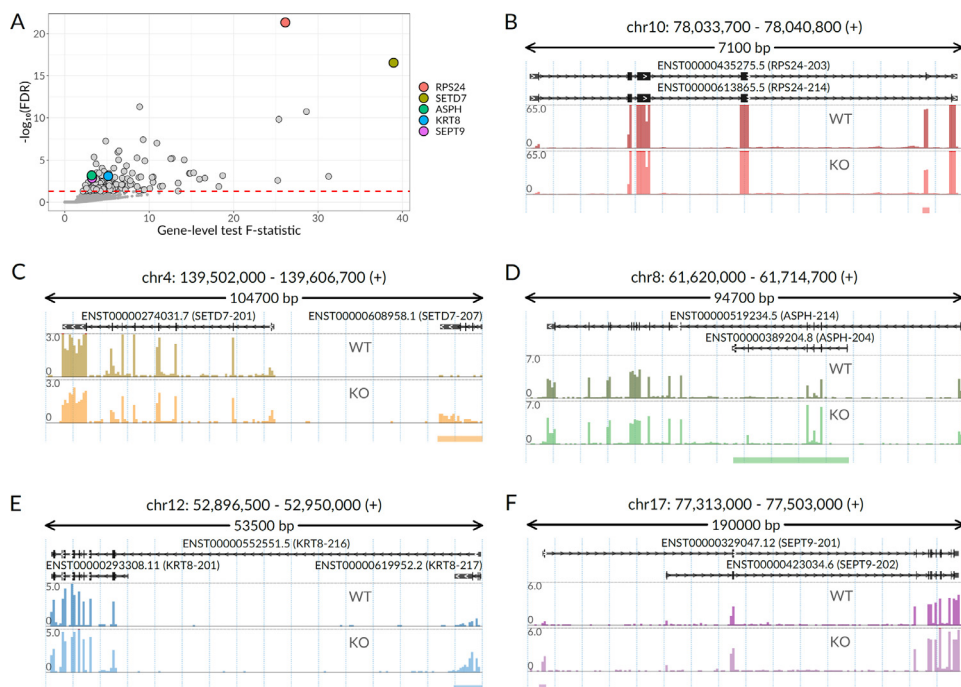 A
-log₁₀(FDR)
20
15
10
5
0
0 10 20 30 40
Gene-level test F-statistic
RPS24
SETD7
ASPH
KRT8
SEPT9
B
chr10: 78,033,700 - 78,040,800 (+)
7100 bp
ENST00000435275.5 (RPS24-203)
ENST00000613865.5 (RPS24-214)
65.0
WT
0
65.0
KO
0
C
chr4: 139,502,000 - 139,606,700 (+)
104700 bp
ENST00000274031.7 (SETD7-201) ENST00000608958.1 (SETD7-207)
3.0
WT
0
3.0
KO
0
D
chr8: 61,620,000 - 61,714,700 (+)
94700 bp
ENST00000519234.5 (ASPH-214)
ENST00000389204.8 (ASPH-204)
7.0
WT
0
7.0
KO
0
E
chr12: 52,896,500 - 52,950,000 (+)
53500 bp
ENST00000552551.5 (KRT8-216)
ENST00000293308.11 (KRT8-201) ENST00000619952.2 (KRT8-217)
5.0
WT
0
5.0
KO
0
F
chr17: 77,313,000 - 77,503,000 (+)
190000 bp
ENST00000329047.12 (SEPT9-201)
ENST00000423034.6 (SEPT9-202)
6.0
WT
0
6.0
KO
0